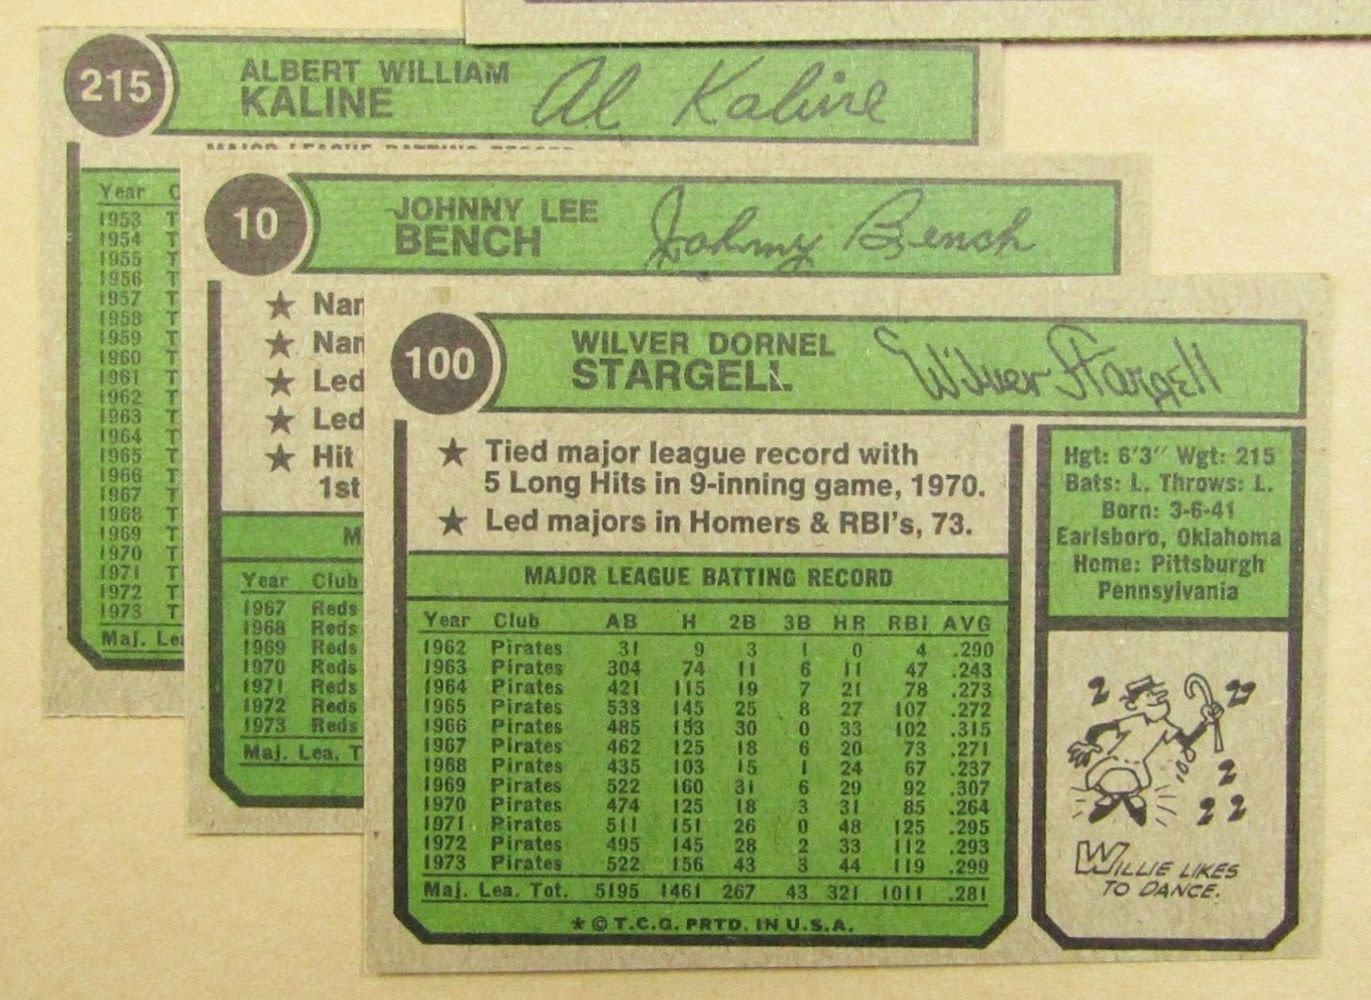 215
ALBERT WILLIAM
KALINE
Al Kaline
MAJOR LEAGUE BATTING RECORD
Year
1953 T
1954 T
1955 T
1956 T
1957 T
1958 T
1959 T
1960 T
1961 T
1962 T
1963 T
1964 T
1965 T
1966 T
1967 T
1968 T
1969 T
1970 T
1971 T
1972 T
1973 T
Maj. Le
10
JOHNNY LEE
BENCH
Johnny Bench
★ Nan
★ Nan
★ Led
★ Led
★ Hit
1st
M
Year Club
1967 Reds
1968 Reds
1969 Reds
1970 Reds
1971 Reds
1972 Reds
1973 Reds
Maj. Lea. T
100
WILVER DORNEL
STARGELL
Wilver Stargell
★ Tied major league record with
5 Long Hits in 9-inning game, 1970.
★ Led majors in Homers & RBI's, 73.
MAJOR LEAGUE BATTING RECORD
Year Club AB H 2B 3B HR RBI AVG
1962 Pirates 31 9 3 1 0 4 .290
1963 Pirates 304 74 11 6 11 47 .243
1964 Pirates 421 115 19 7 21 78 .273
1965 Pirates 533 145 25 8 27 107 .272
1966 Pirates 485 153 30 0 33 102 .315
1967 Pirates 462 125 18 6 20 73 .271
1968 Pirates 435 103 15 1 24 67 .237
1969 Pirates 522 160 31 6 29 92 .307
1970 Pirates 474 125 18 3 31 85 .264
1971 Pirates 511 151 26 0 48 125 .295
1972 Pirates 495 145 28 2 33 112 .293
1973 Pirates 522 156 43 3 44 119 .299
Maj. Lea. Tot. 5195 1461 267 43 321 1011 .281
* © T.C.G. PRTD. IN U.S.A.
Hgt: 6'3" Wgt: 215
Bats: L. Throws: L.
Born: 3-6-41
Earlsboro, Oklahoma
Home: Pittsburgh
Pennsylvania
WILLIE LIKES
TO DANCE.